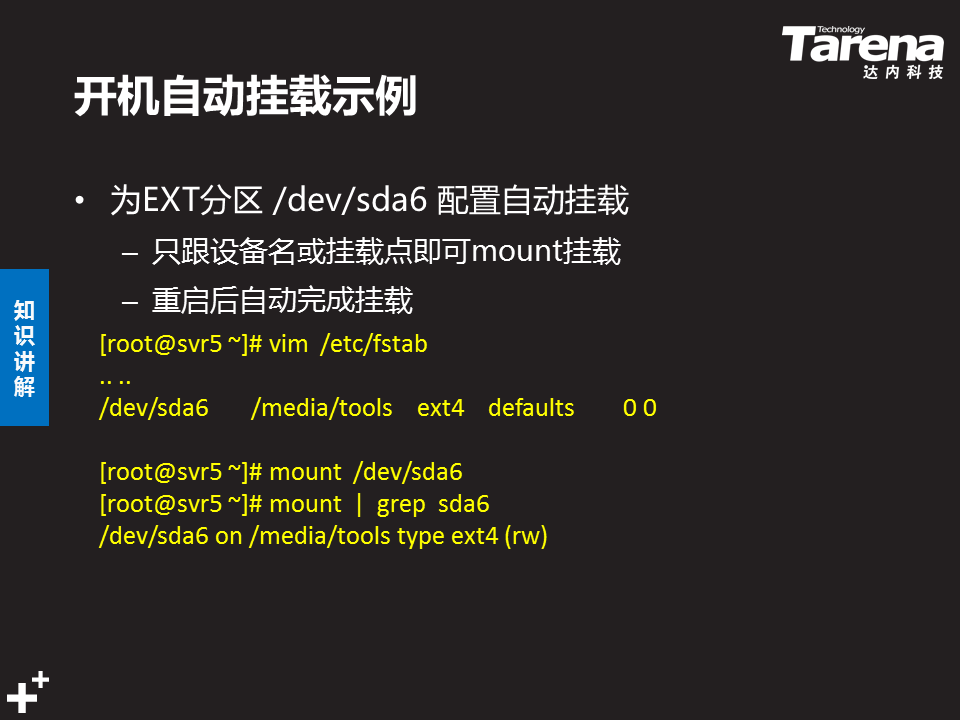 Technology
Tarena
达内科技
开机自动挂载示例
• 为EXT分区 /dev/sda6 配置自动挂载
– 只跟设备名或挂载点即可mount挂载
– 重启后自动完成挂载
知识讲解
[root@svr5 ~]# vim /etc/fstab
.. ..
/dev/sda6 /media/tools ext4 defaults 0 0
[root@svr5 ~]# mount /dev/sda6
[root@svr5 ~]# mount | grep sda6
/dev/sda6 on /media/tools type ext4 (rw)